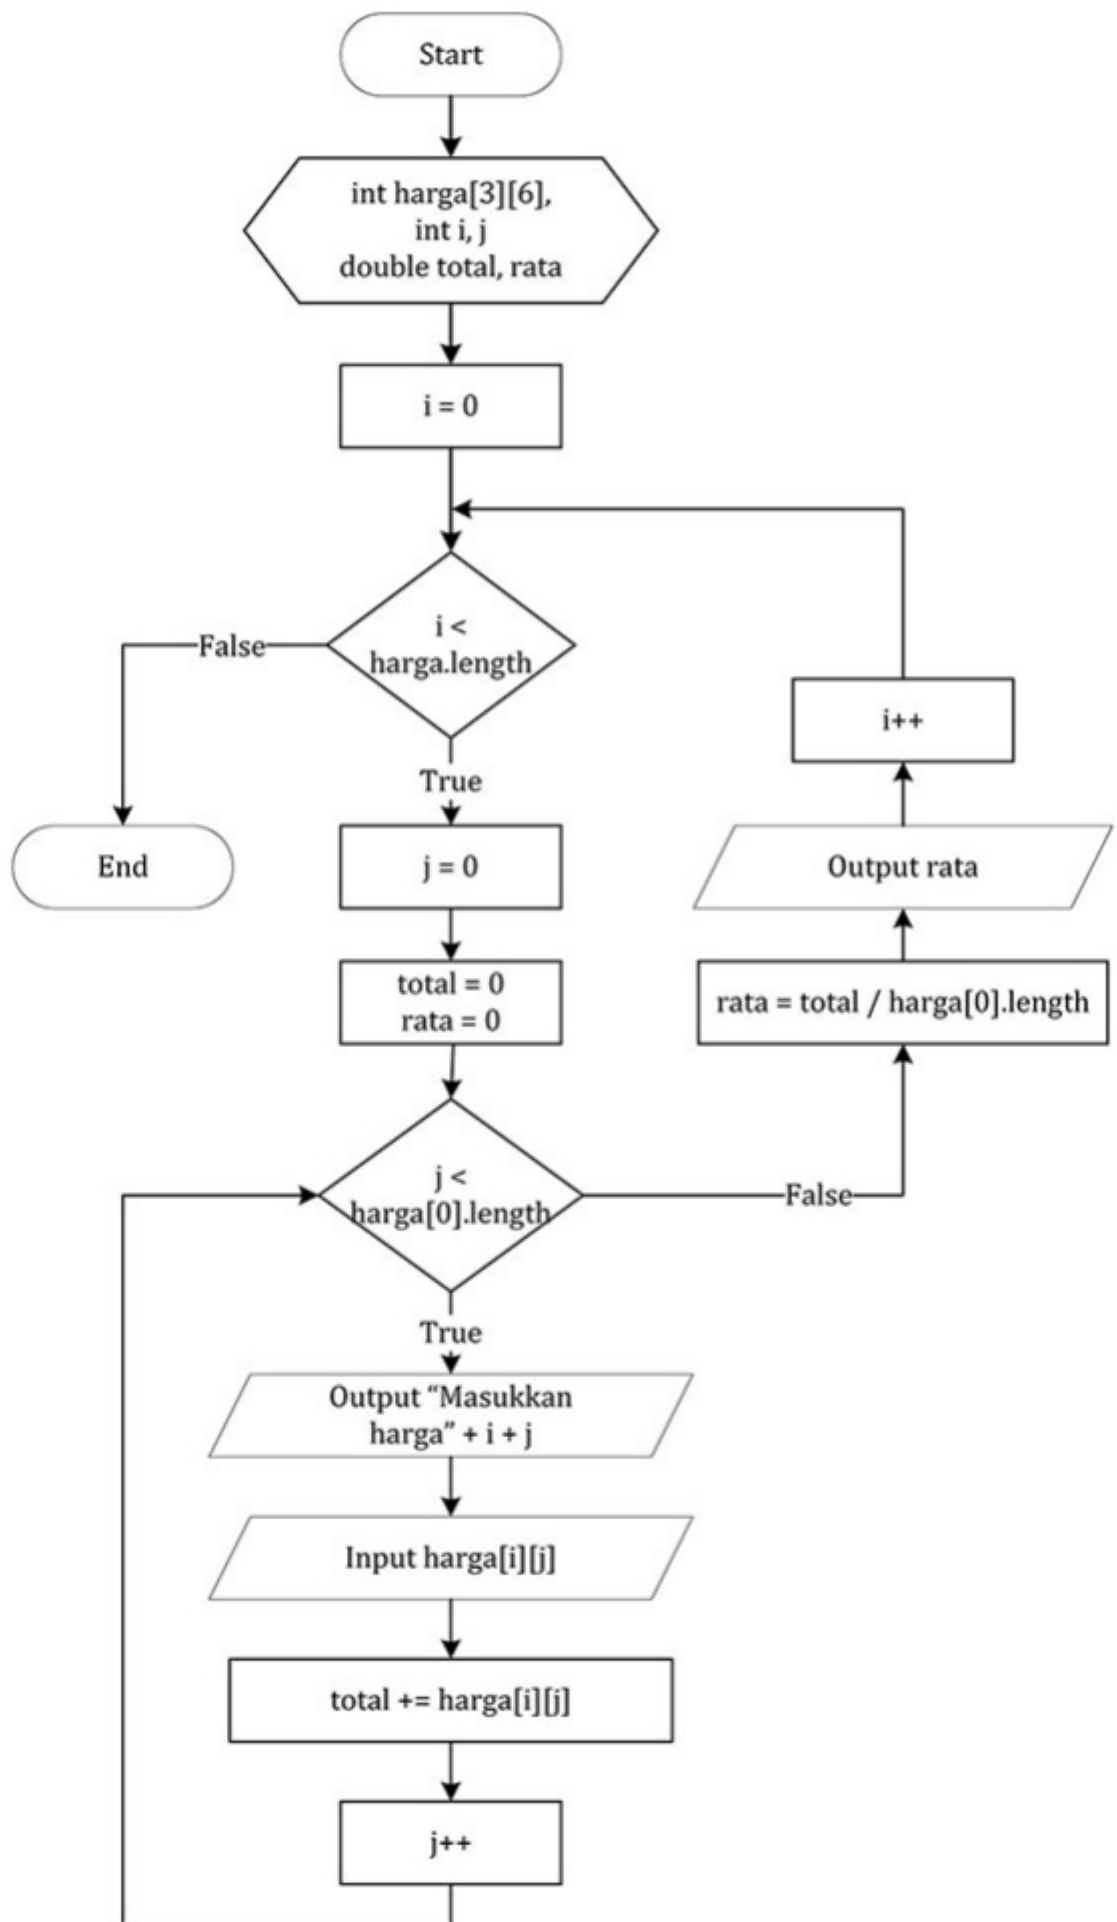 Start
int harga[3][6],
int i, j
double total, rata
i = 0
i <
harga.length
False
True
End
j = 0
total = 0
rata = 0
j <
harga[0].length
False
True
Output “Masukkan
harga” + i + j
Input harga[i][j]
total += harga[i][j]
j++
rata = total / harga[0].length
Output rata
i++